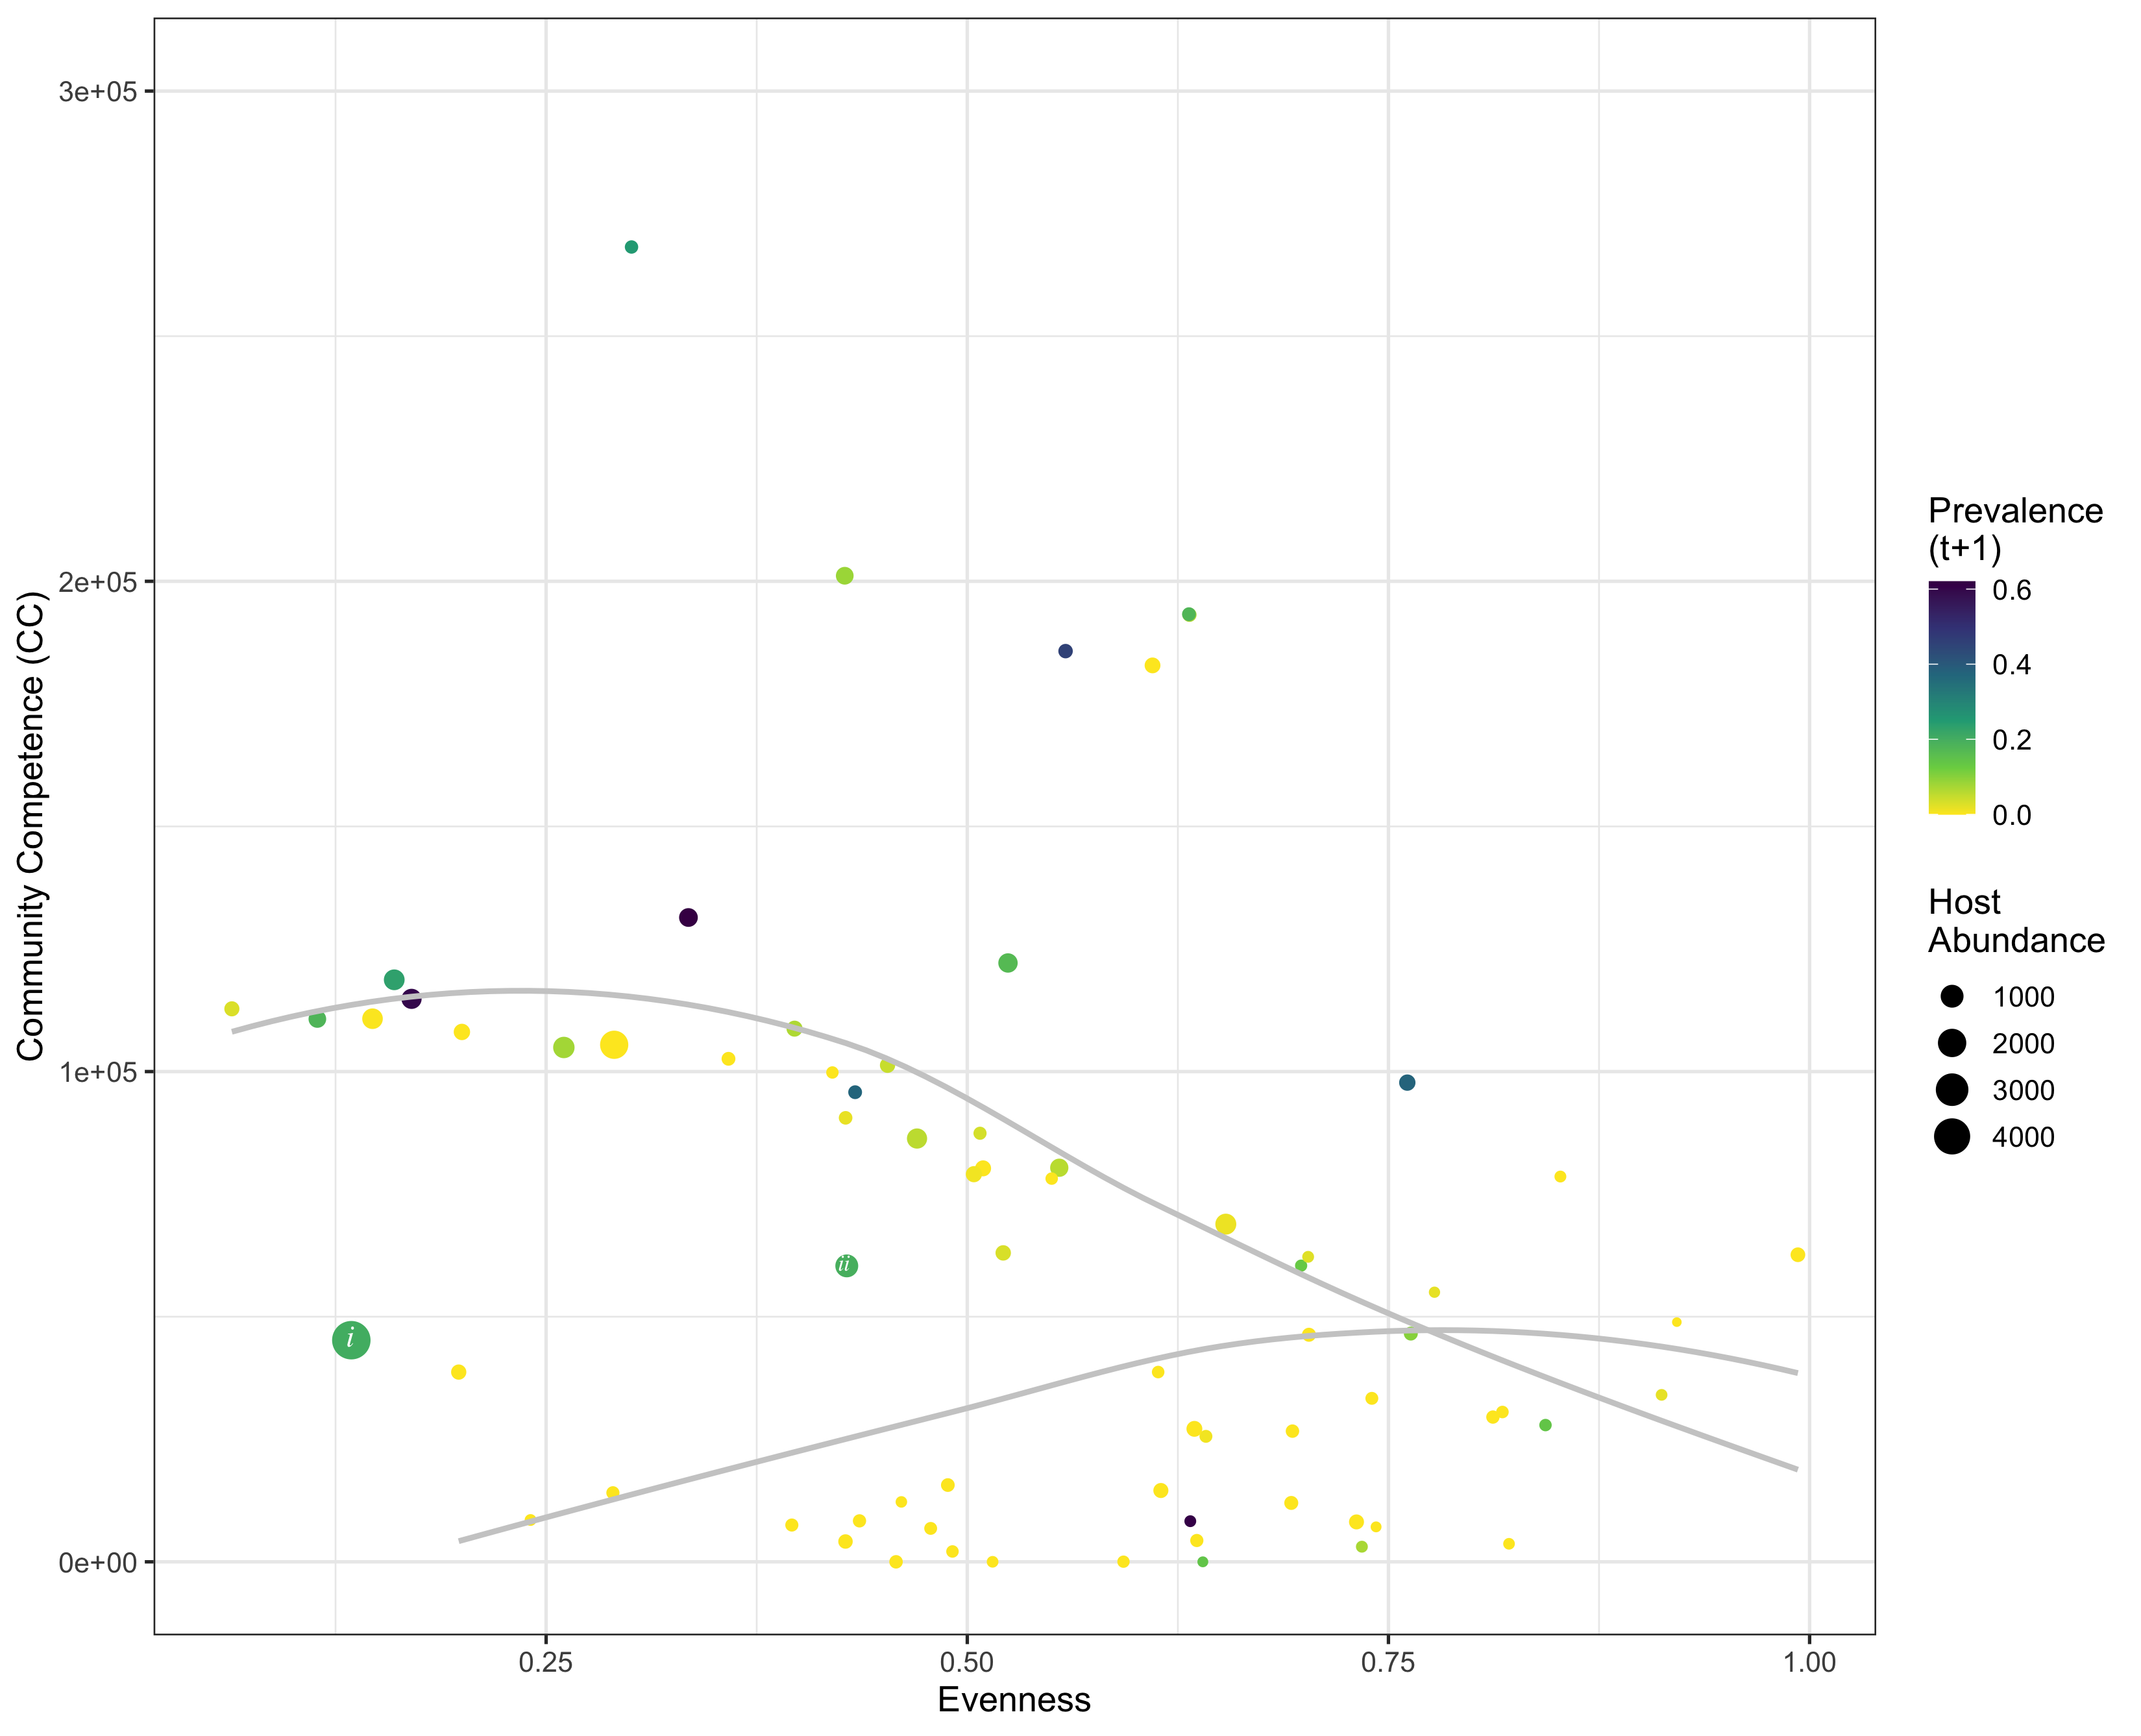 3e+05
2e+05
1e+05
0e+00
Community Competence (CC)
i
ii
0.25
0.50
0.75
1.00
Evenness
Prevalence
(t+1)
0.6
0.4
0.2
0.0
Host
Abundance
1000
2000
3000
4000